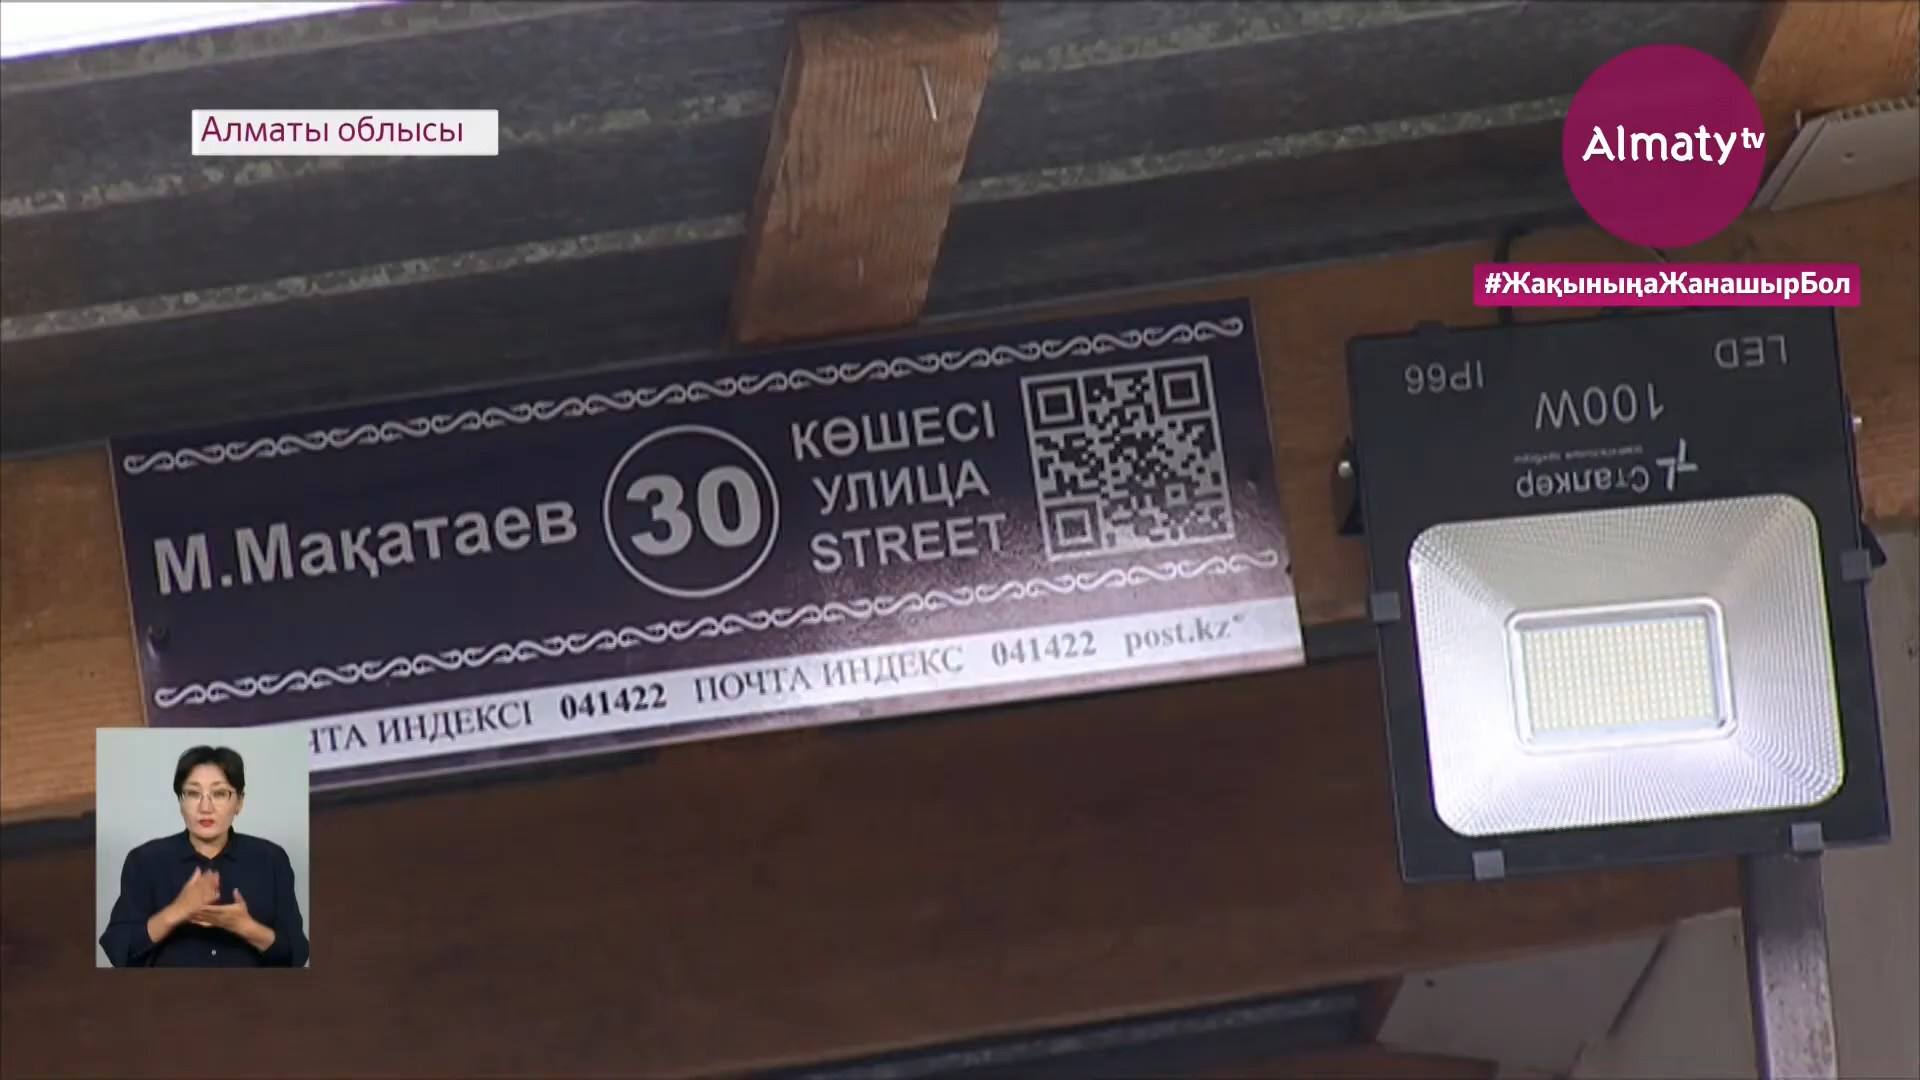 Алматы облысы
Almaty tv
#ЖақыныңаЖанашырБол
М.Мақатаев
30
КӨШЕСІ
УЛИЦА
STREET
ИНДЕКСІ 041422 ПОЧТА ИНДЕКС 041422 post.kz
LED
IP66
100W
Сталкер